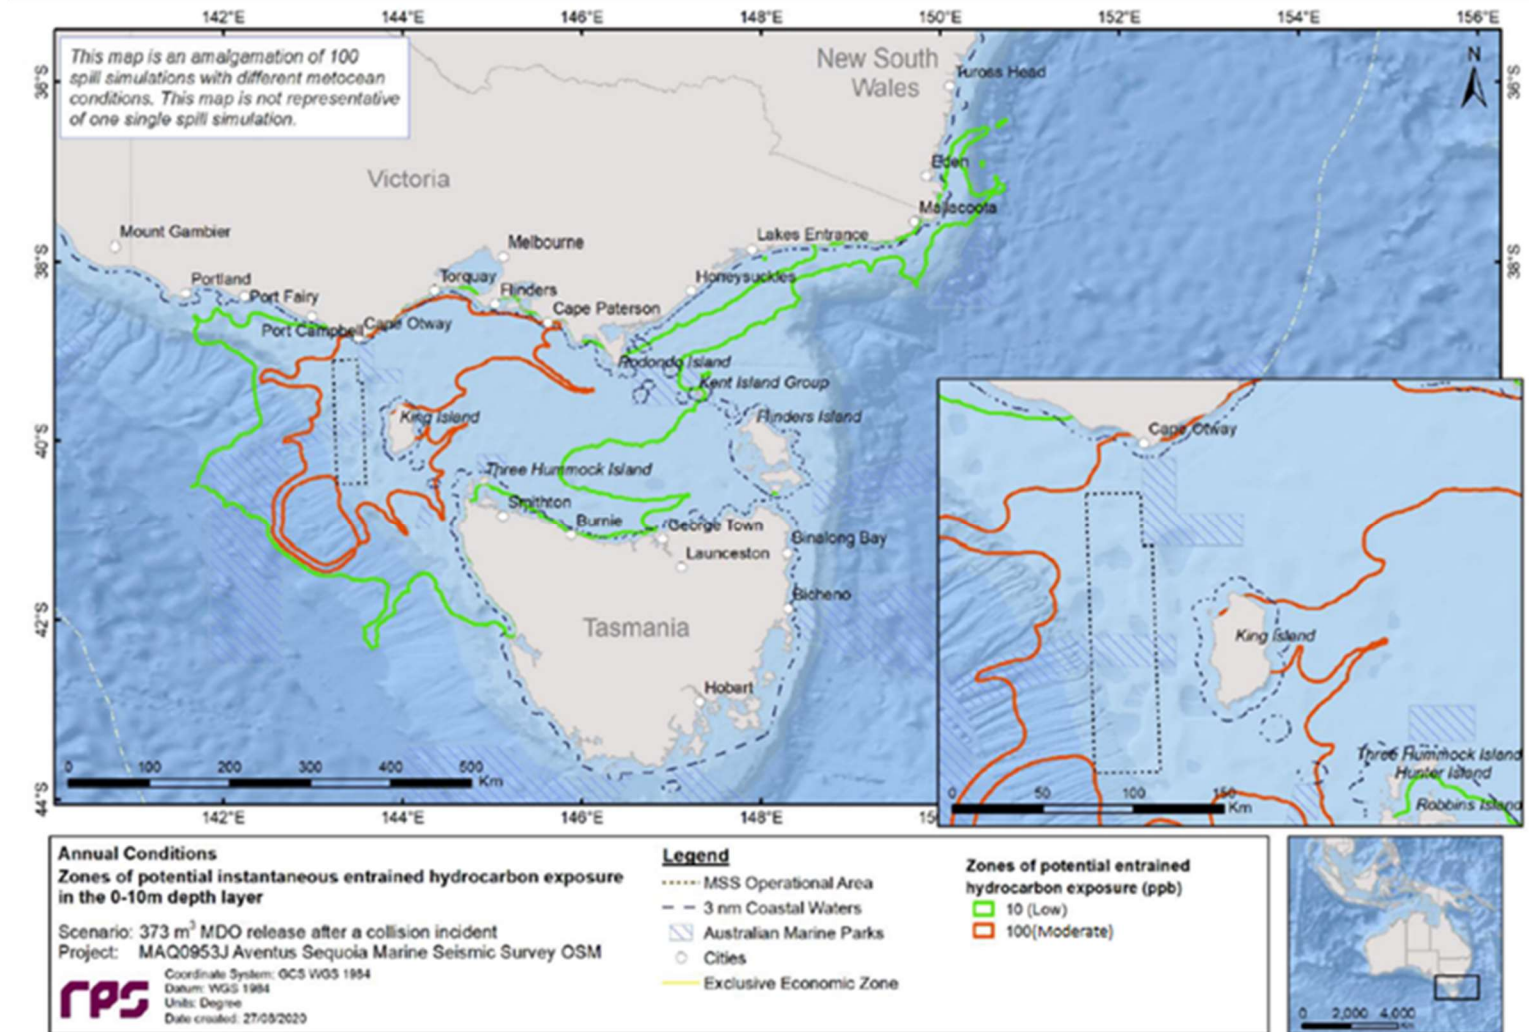 142°E 144°E 146°E 148°E 150°E 152°E 154°E 156°E
This map is an amalgamation of 100
spill simulations with different metocean
conditions. This map is not representative
of one single spill simulation.
New South
Wales
N
Tuross Head
36°S
36°S
Victoria
Eden
Mallacoota
Mount Gambier
Melbourne
Lakes Entrance
38°S
38°S
Portland
Torquay
Flinders
Honeysuckles
Port Fairy
Cape Paterson
Port Campbell
Cape Otway
Rodondo Island
Kent Island Group
King Island
Flinders Island
40°S
Cape Otway
Three Hummock Island
Smithton
Burnie
George Town
Binalong Bay
Launceston
Bicheno
42°S
Tasmania
King Island
Hobart
Three Hummock Island
Hunter Island
Robbins Island
0 100 200 300 400 500 Km
0 50 100 150 Km
44°S
142°E 144°E 146°E 148°E 15
Annual Conditions
Zones of potential instantaneous entrained hydrocarbon exposure
in the 0-10m depth layer
Scenario: 373 m³ MDO release after a collision incident
Project: MAQ0953J Aventus Sequoia Marine Seismic Survey OSM
rps
Coordinate System: GCS WGS 1984
Datum: WGS 1984
Units: Degree
Date created: 27/08/2020
Legend
MSS Operational Area
3 nm Coastal Waters
Australian Marine Parks
Cities
Exclusive Economic Zone
Zones of potential entrained
hydrocarbon exposure (ppb)
10 (Low)
100(Moderate)
0 2,000 4,000